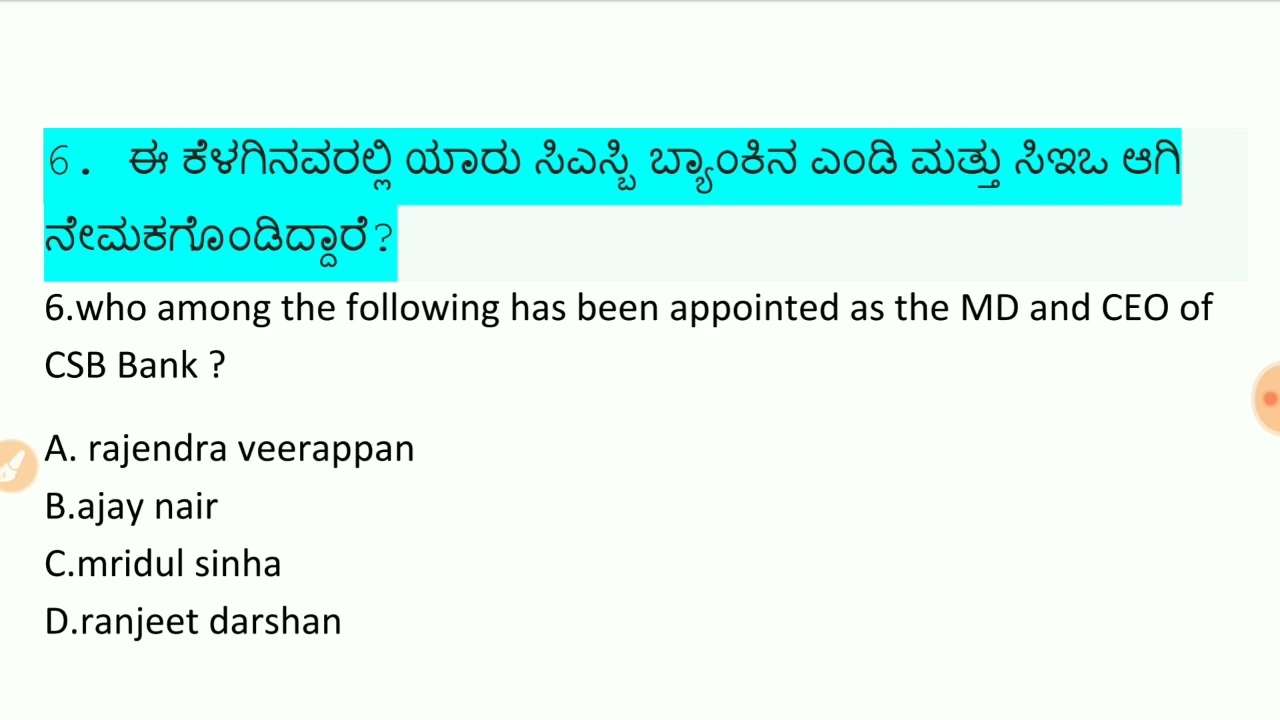 6. ಈ ಕೆಳಗಿನವರಲ್ಲಿ ಯಾರು ಸಿಎಸ್ಬಿ ಬ್ಯಾಂಕಿನ ಎಂಡಿ ಮತ್ತು ಸಿಇಒ ಆಗಿ
ನೇಮಕಗೊಂಡಿದ್ದಾರೆ?
6.who among the following has been appointed as the MD and CEO of
CSB Bank ?
A. rajendra veerappan
B.ajay nair
C.mridul sinha
D.ranjeet darshan